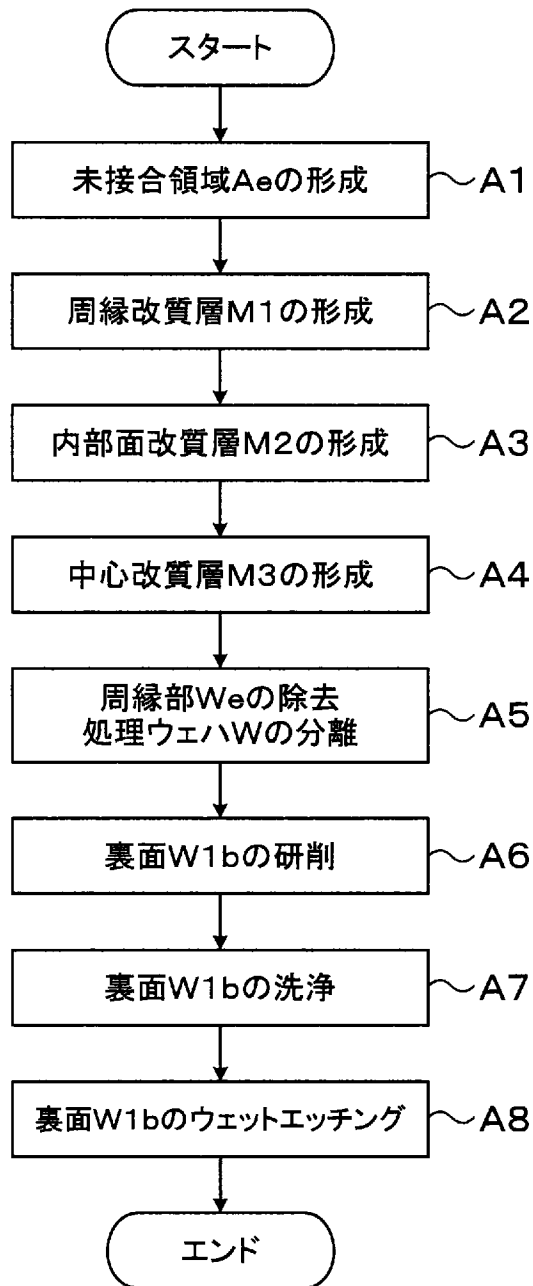 スタート
未接合領域Aeの形成 A1
周縁改質層M1の形成 A2
内部面改質層M2の形成 A3
中心改質層M3の形成 A4
周縁部Weの除去
処理ウェハWの分離 A5
裏面W1bの研削 A6
裏面W1bの洗浄 A7
裏面W1bのウェットエッチング A8
エンド